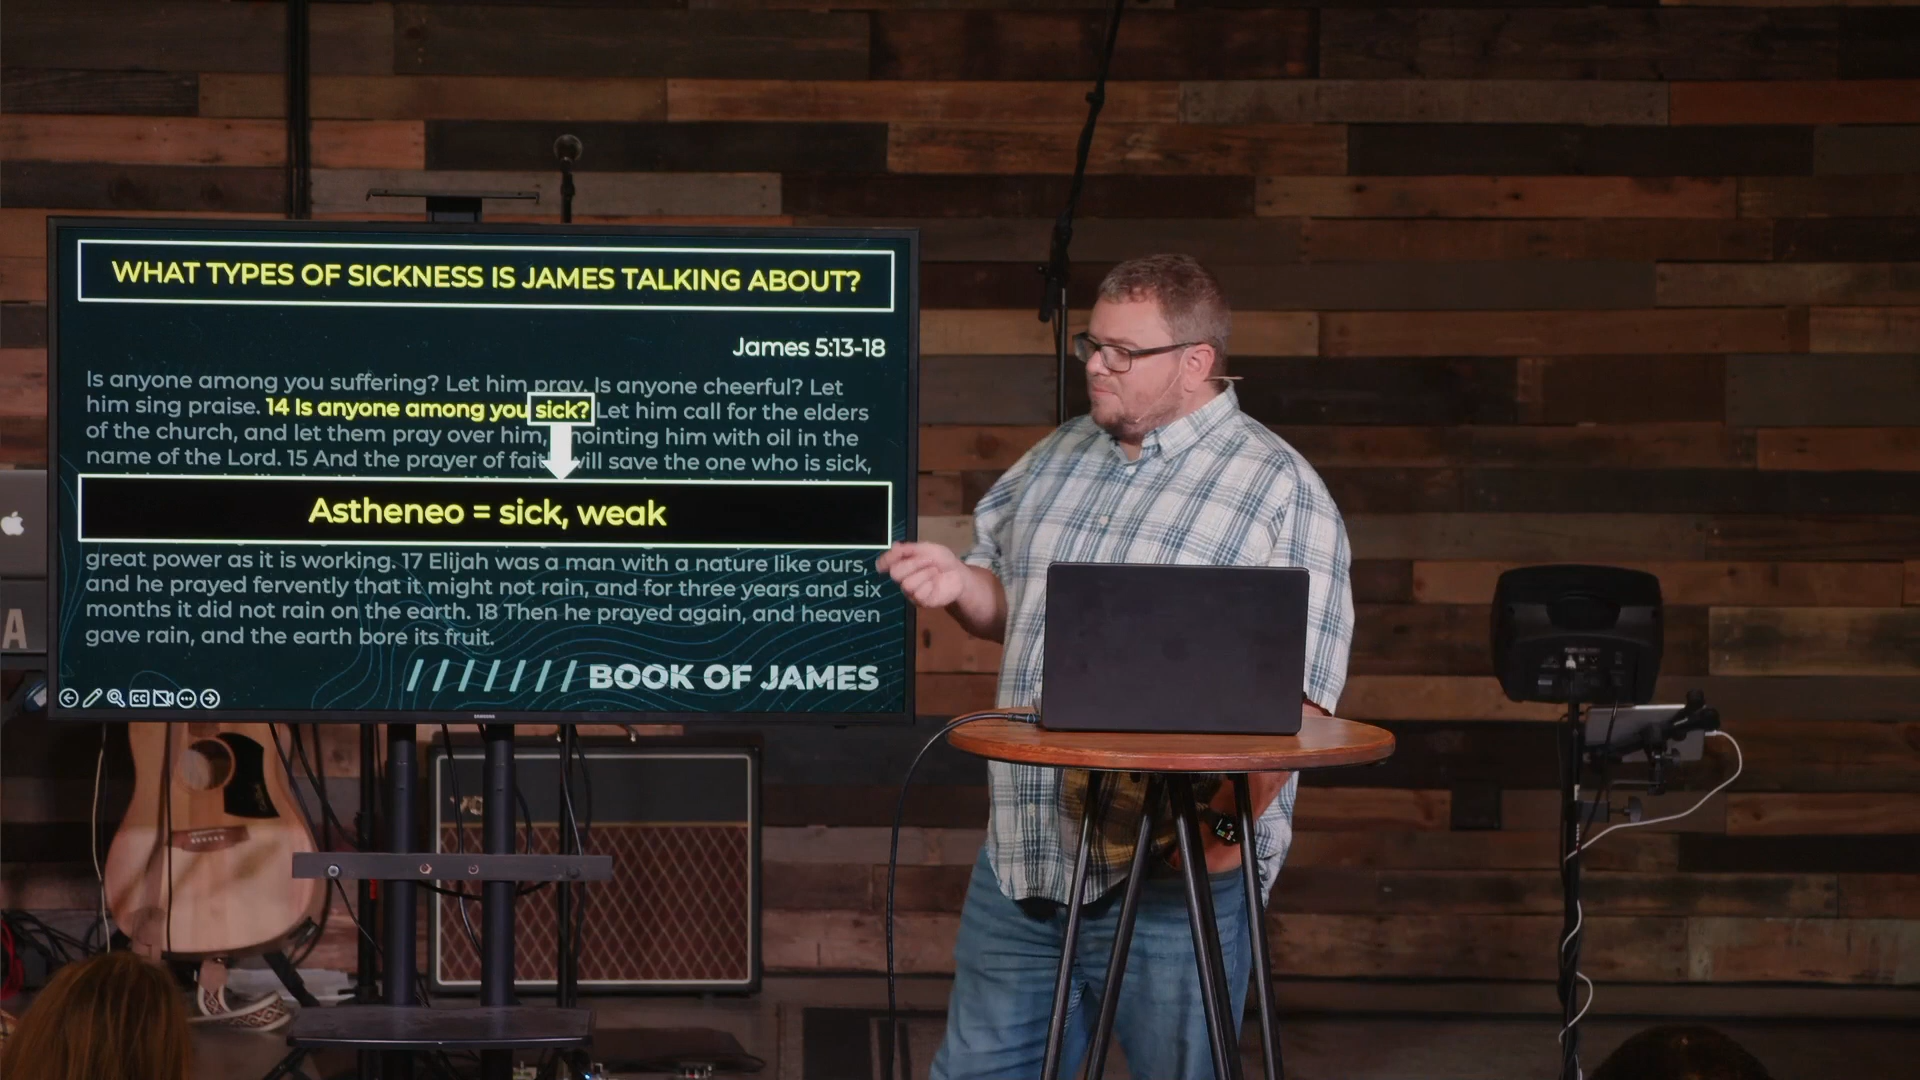 WHAT TYPES OF SICKNESS IS JAMES TALKING ABOUT?
James 5:13-18
Is anyone among you suffering? Let him pray. Is anyone cheerful? Let
him sing praise. 14 Is anyone among you sick? Let him call for the elders
of the church, and let them pray over him, nointing him with oil in the
name of the Lord. 15 And the prayer of fait will save the one who is sick,
Astheneo = sick, weak
great power as it is working. 17 Elijah was a man with a nature like ours,
and he prayed fervently that it might not rain, and for three years and six
months it did not rain on the earth. 18 Then he prayed again, and heaven
gave rain, and the earth bore its fruit.
/////// BOOK OF JAMES
CC
SAMSUNG
A